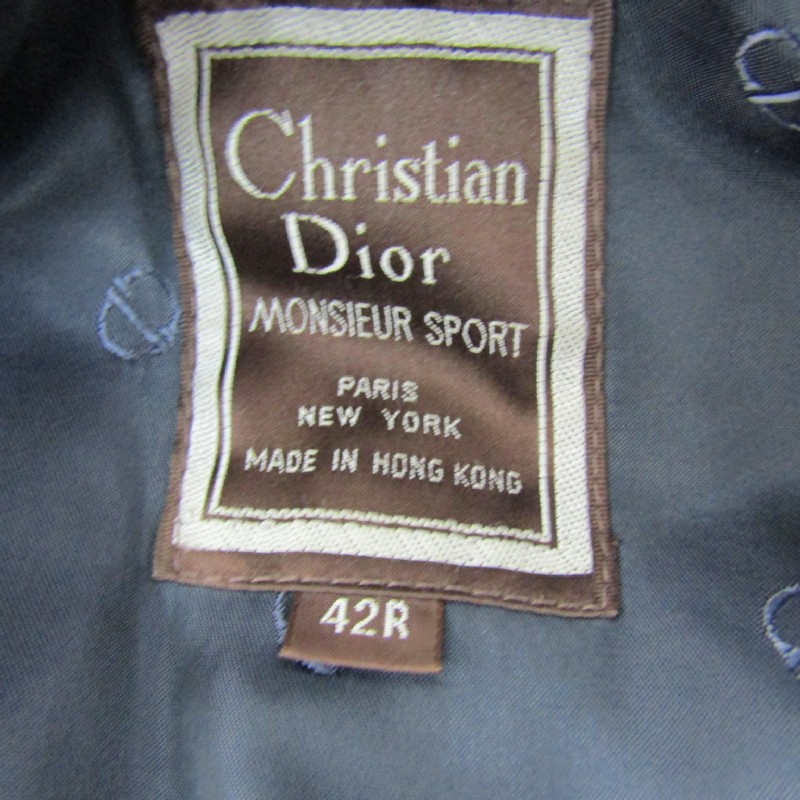 Christian
Dior
MONSIEUR SPORT
PARIS
NEW YORK
MADE IN HONG KONG
42R